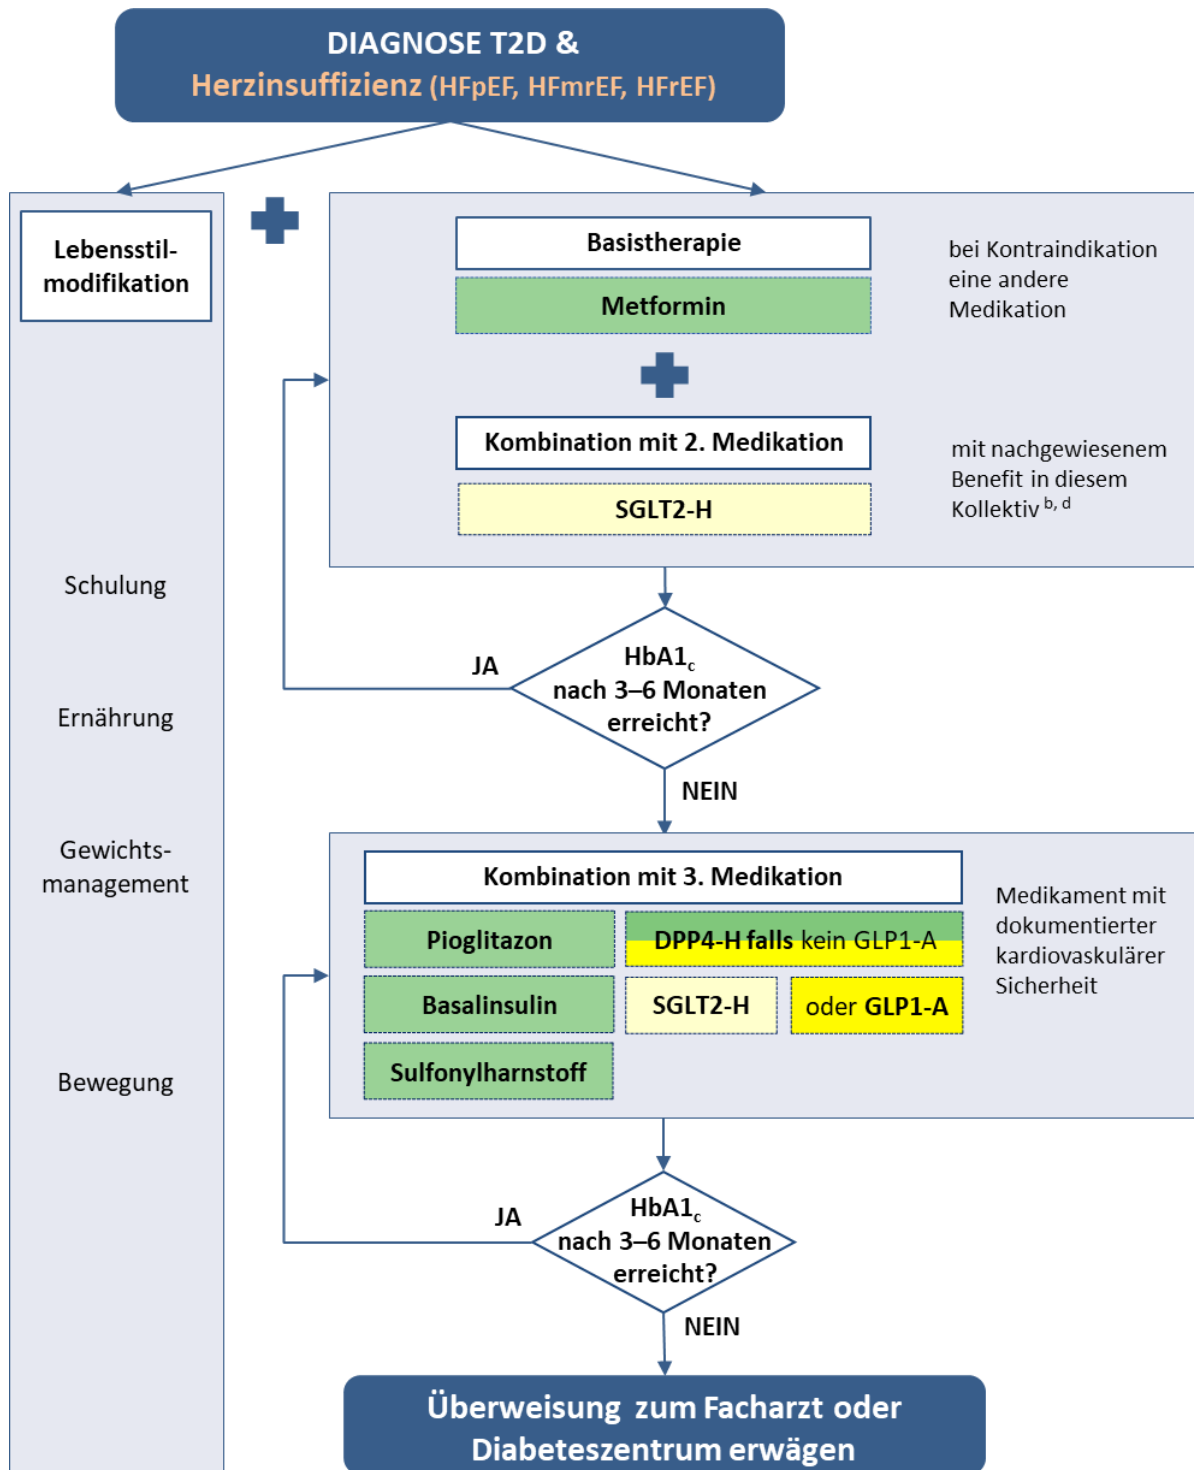 DIAGNOSE T2D &
Herzinsuffizienz (HFpEF, HFmrEF, HFrEF)
Lebensstil-
modifikation
Schulung
Ernährung
Gewichts-
management
Bewegung
Basistherapie
Metformin
bei Kontraindikation
eine andere
Medikation
Kombination mit 2. Medikation
SGLT2-H
mit nachgewiesenem
Benefit in diesem
Kollektiv b, d
HbA1c
nach 3–6 Monaten
erreicht?
JA
NEIN
Kombination mit 3. Medikation
Pioglitazon
DPP4-H falls kein GLP1-A
Basalinsulin
SGLT2-H
oder GLP1-A
Sulfonylharnstoff
Medikament mit
dokumentierter
kardiovaskulärer
Sicherheit
HbA1c
nach 3–6 Monaten
erreicht?
JA
NEIN
Überweisung zum Facharzt oder
Diabeteszentrum erwägen